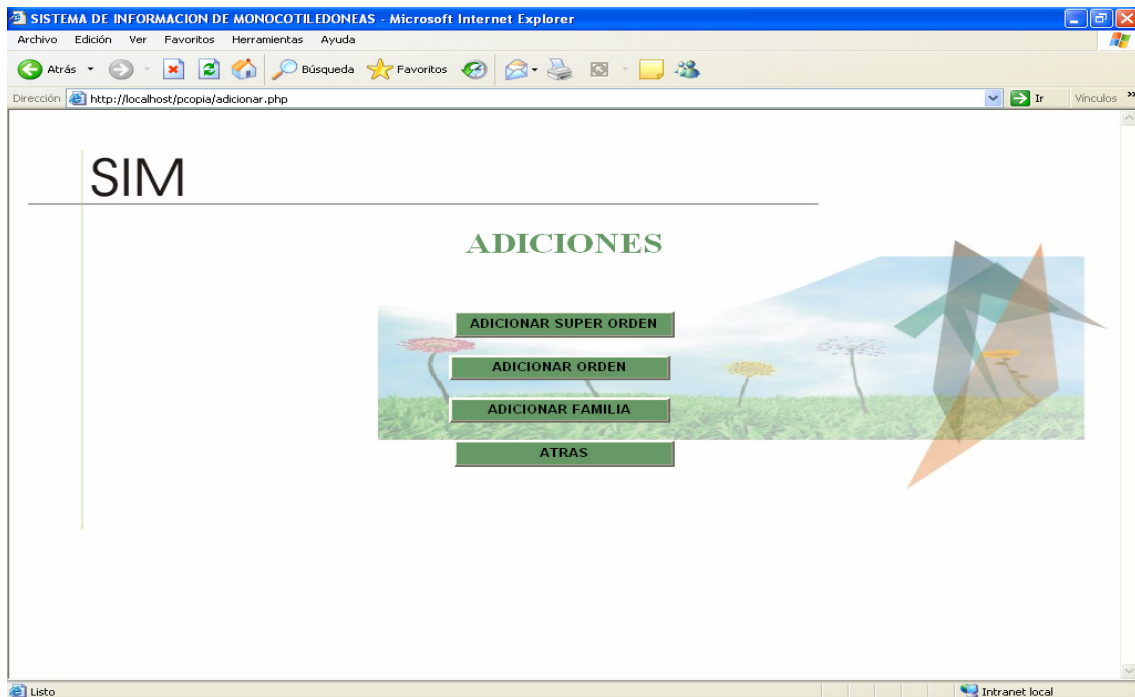 SISTEMA DE INFORMACION DE MONOCOTILEDONEAS - Microsoft Internet Explorer
Archivo Edición Ver Favoritos Herramientas Ayuda
Atrás Búsqueda Favoritos
Dirección http://localhost/pcopia/adicionar.php Ir Vínculos »
SIM
ADICIONES
ADICIONAR SUPER ORDEN
ADICIONAR ORDEN
ADICIONAR FAMILIA
ATRAS
Listo Intranet local